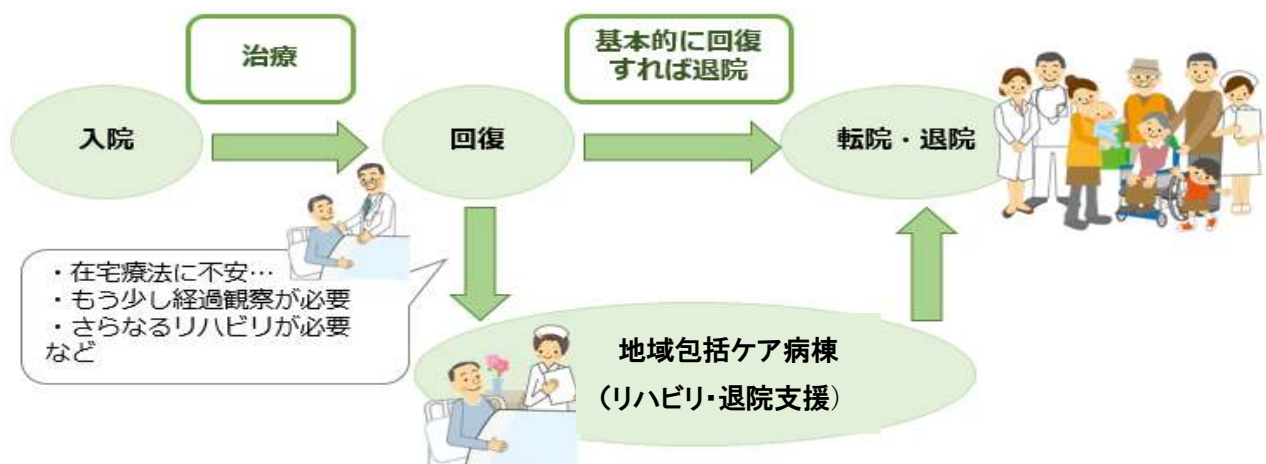 治療
基本的に回復
すれば退院
入院
回復
転院・退院
・在宅療法に不安…
・もう少し経過観察が必要
・さらなるリハビリが必要
など
地域包括ケア病棟
（リハビリ・退院支援）